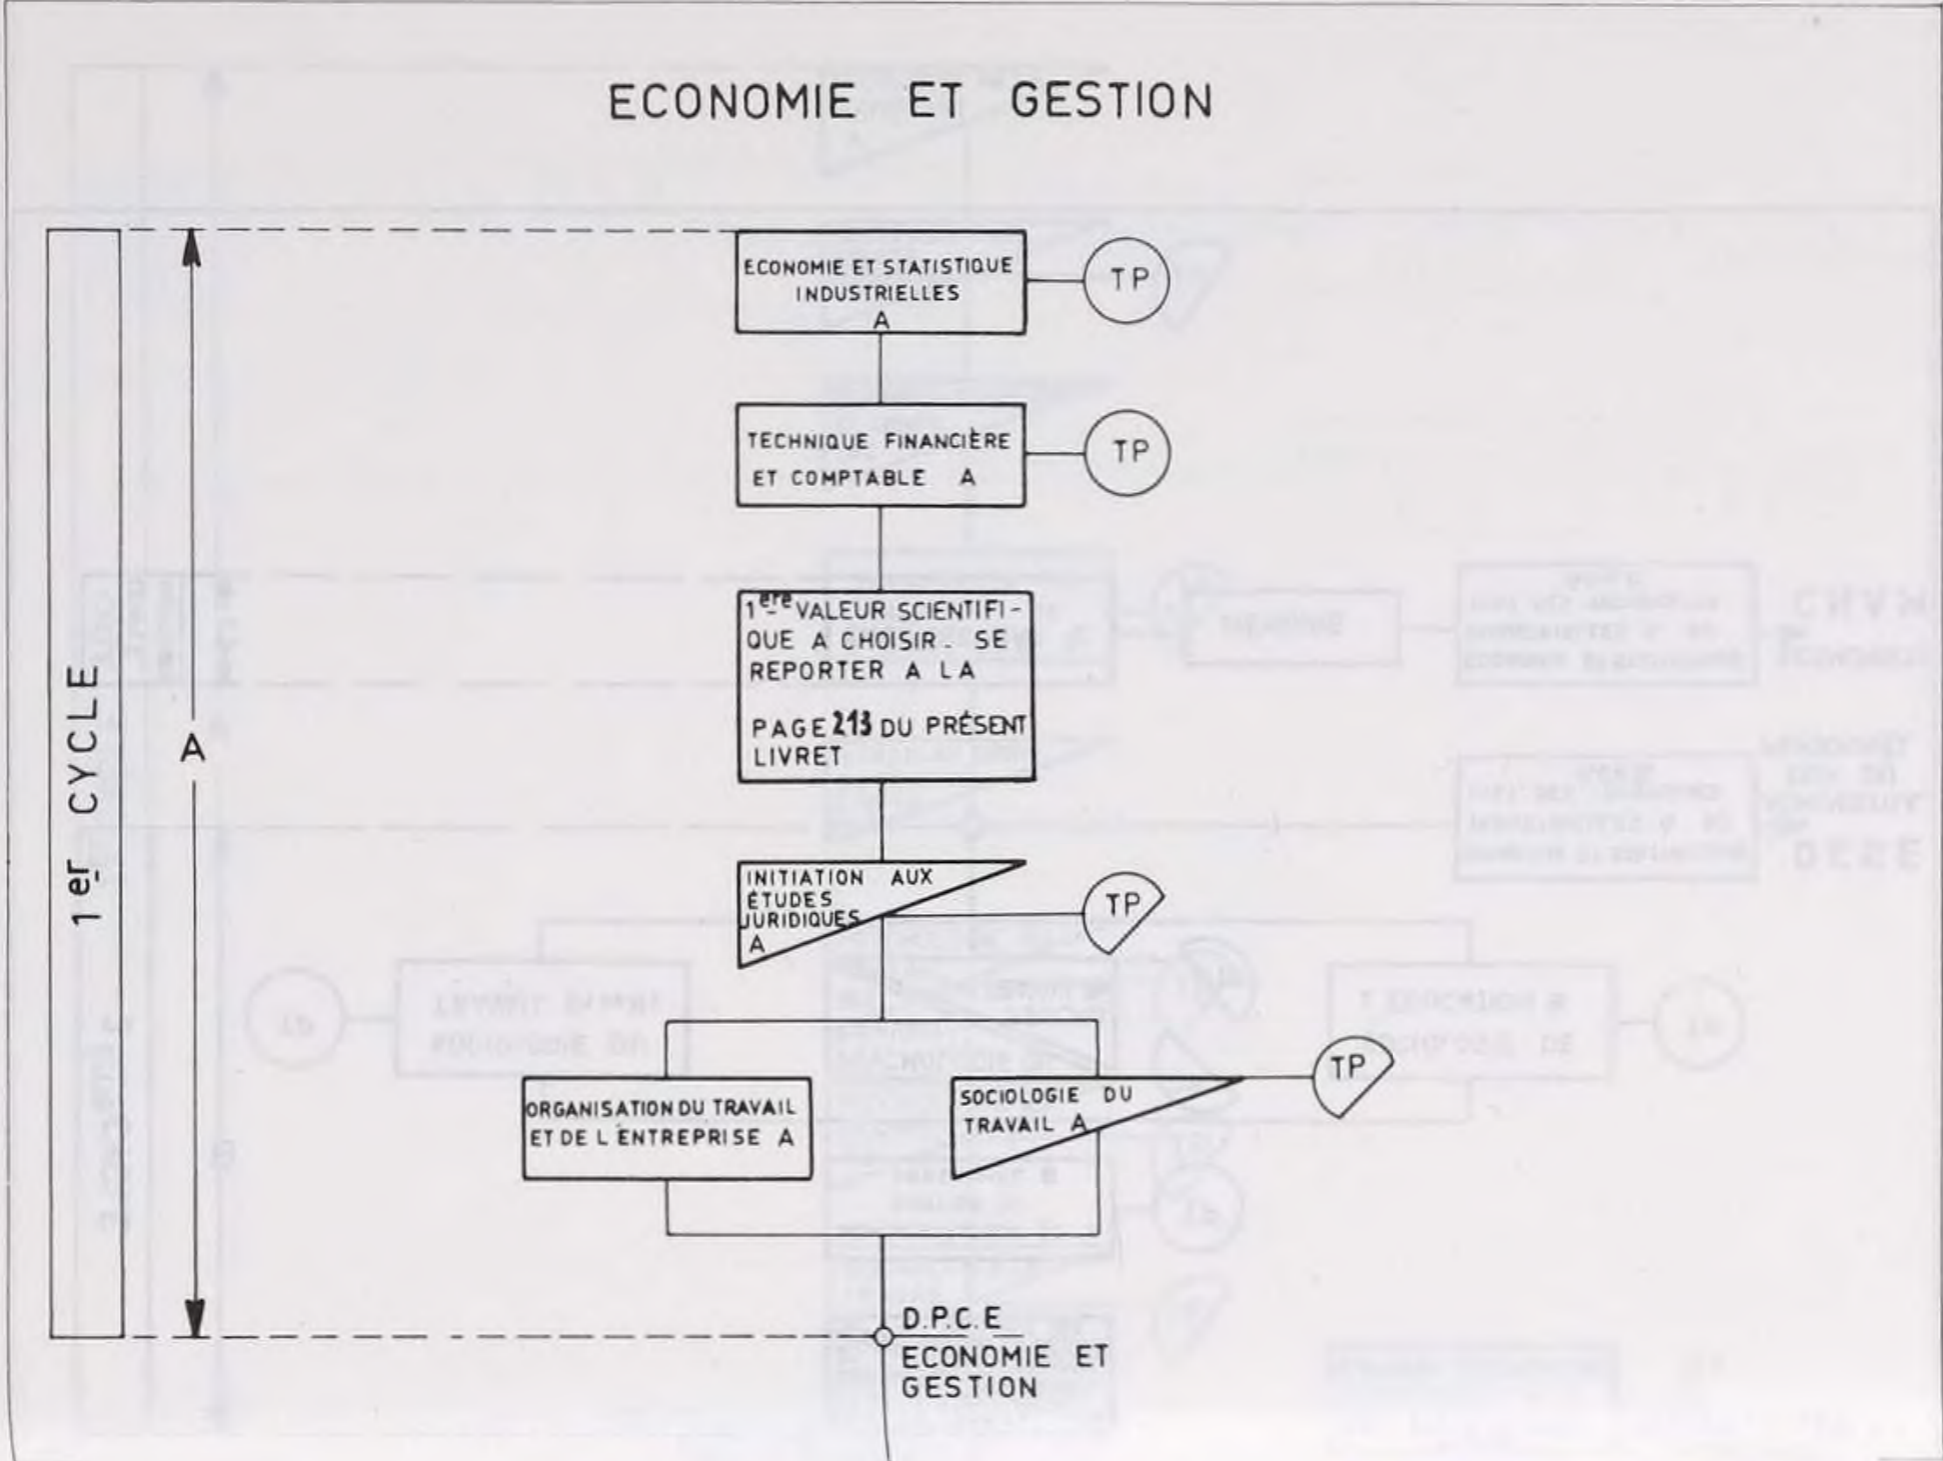 ECONOMIE ET GESTION
1er CYCLE
A
ECONOMIE ET STATISTIQUE
INDUSTRIELLES
A
TP
TECHNIQUE FINANCIÈRE
ET COMPTABLE A
TP
1ere VALEUR SCIENTIFI-
QUE A CHOISIR. SE
REPORTER A LA
PAGE 213 DU PRÉSENT
LIVRET
INITIATION AUX
ÉTUDES
JURIDIQUES
A
TP
ORGANISATION DU TRAVAIL
ET DE L'ENTREPRISE A
SOCIOLOGIE DU
TRAVAIL A
TP
D.P.C.E
ECONOMIE ET
GESTION